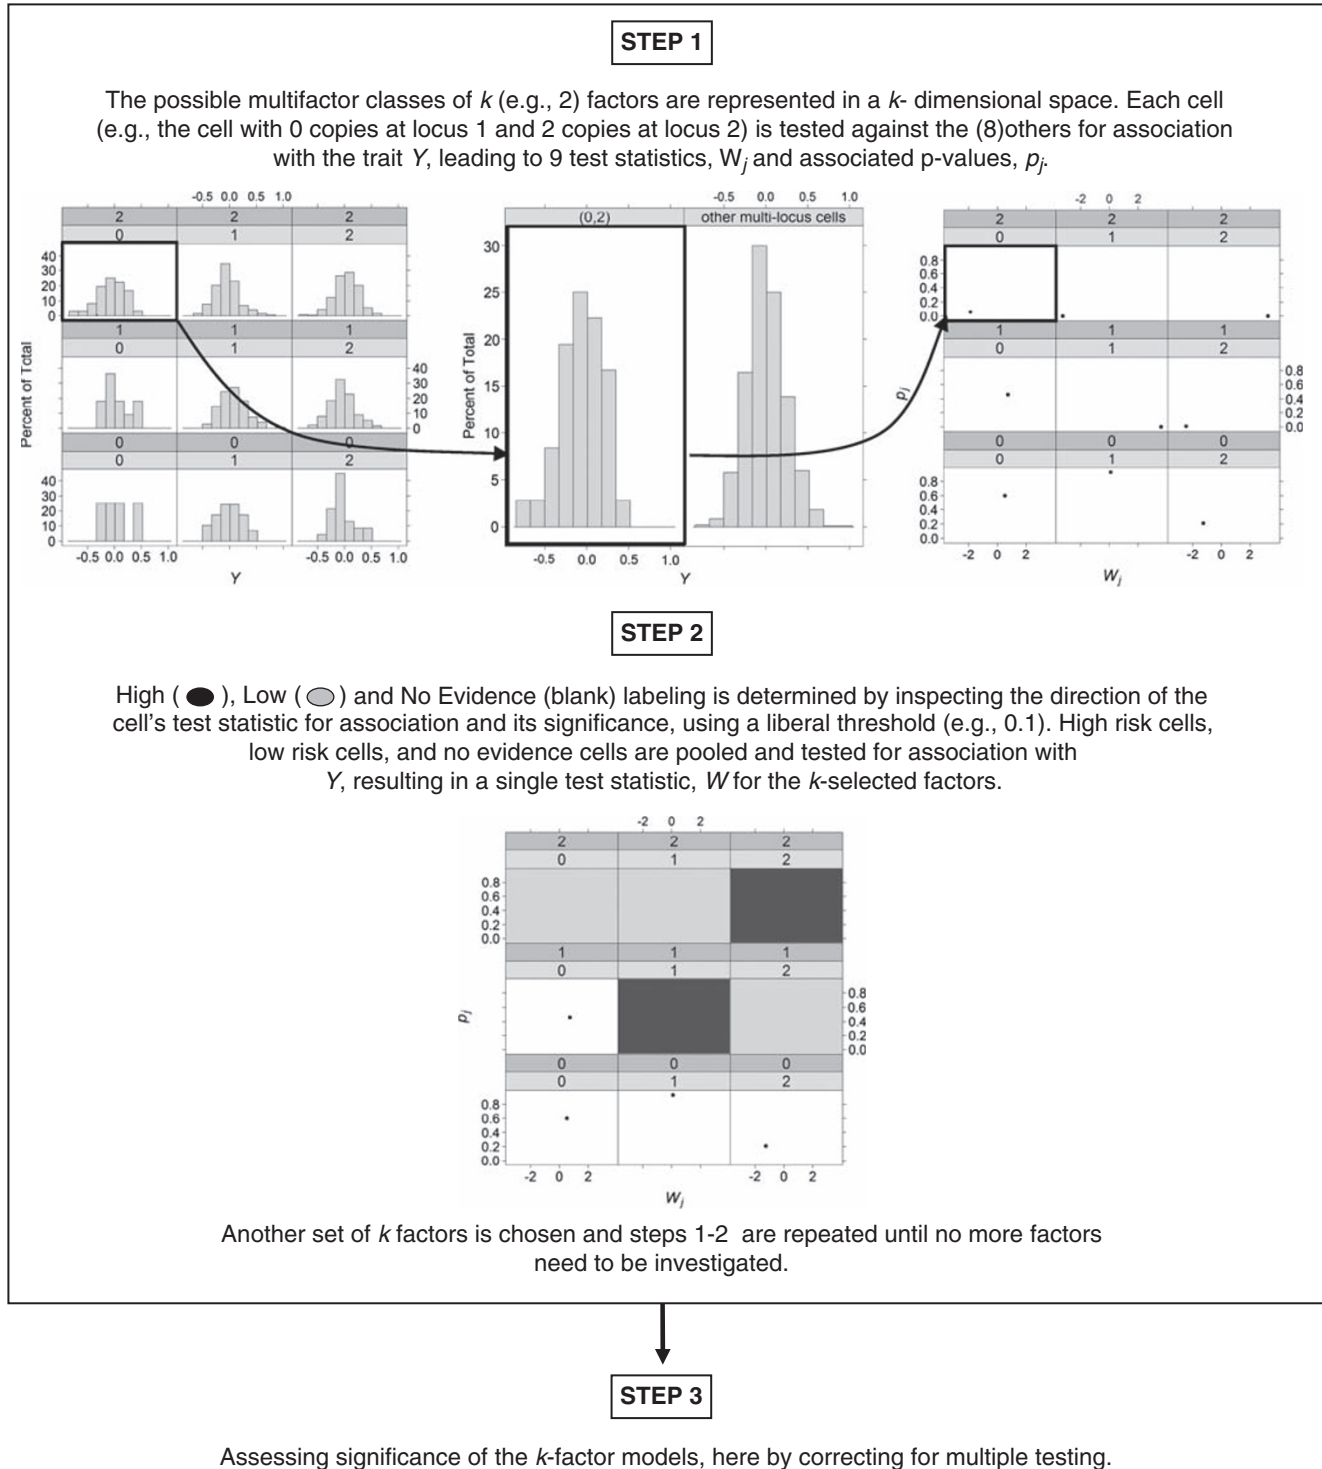 STEP 1
The possible multifactor classes of k (e.g., 2) factors are represented in a k- dimensional space. Each cell
(e.g., the cell with 0 copies at locus 1 and 2 copies at locus 2) is tested against the (8)others for association
with the trait Y, leading to 9 test statistics, Wj and associated p-values, pj.
-0.5 0.0 0.5 1.0
2 2 2
0 1 2
40
30
20
10
0
1 1 1
0 1 2
40
30
20
10
0
0 0 0
0 1 2
40
30
20
10
0
-0.5 0.0 0.5 1.0
-0.5 0.0 0.5 1.0
Percent of Total
Y
-0.5 0.0 0.5 1.0
(0,2) other multi-locus cells
30
25
20
15
10
5
0
-0.5 0.0 0.5 1.0
Percent of Total
Y
-2 0 2
2 2 2
0 1 2
0.8
0.6
0.4
0.2
0.0
1 1 1
0 1 2
0.8
0.6
0.4
0.2
0.0
0 0 0
0 1 2
0.8
0.6
0.4
0.2
0.0
-2 0 2
-2 0 2
pj
Wj
STEP 2
High ( ), Low ( ) and No Evidence (blank) labeling is determined by inspecting the direction of the
cell's test statistic for association and its significance, using a liberal threshold (e.g., 0.1). High risk cells,
low risk cells, and no evidence cells are pooled and tested for association with
Y, resulting in a single test statistic, W for the k-selected factors.
-2 0 2
2 2 2
0 1 2
0.8
0.6
0.4
0.2
0.0
1 1 1
0 1 2
0.8
0.6
0.4
0.2
0.0
0 0 0
0 1 2
0.8
0.6
0.4
0.2
0.0
-2 0 2
-2 0 2
pj
Wj
Another set of k factors is chosen and steps 1-2 are repeated until no more factors
need to be investigated.
STEP 3
Assessing significance of the k-factor models, here by correcting for multiple testing.